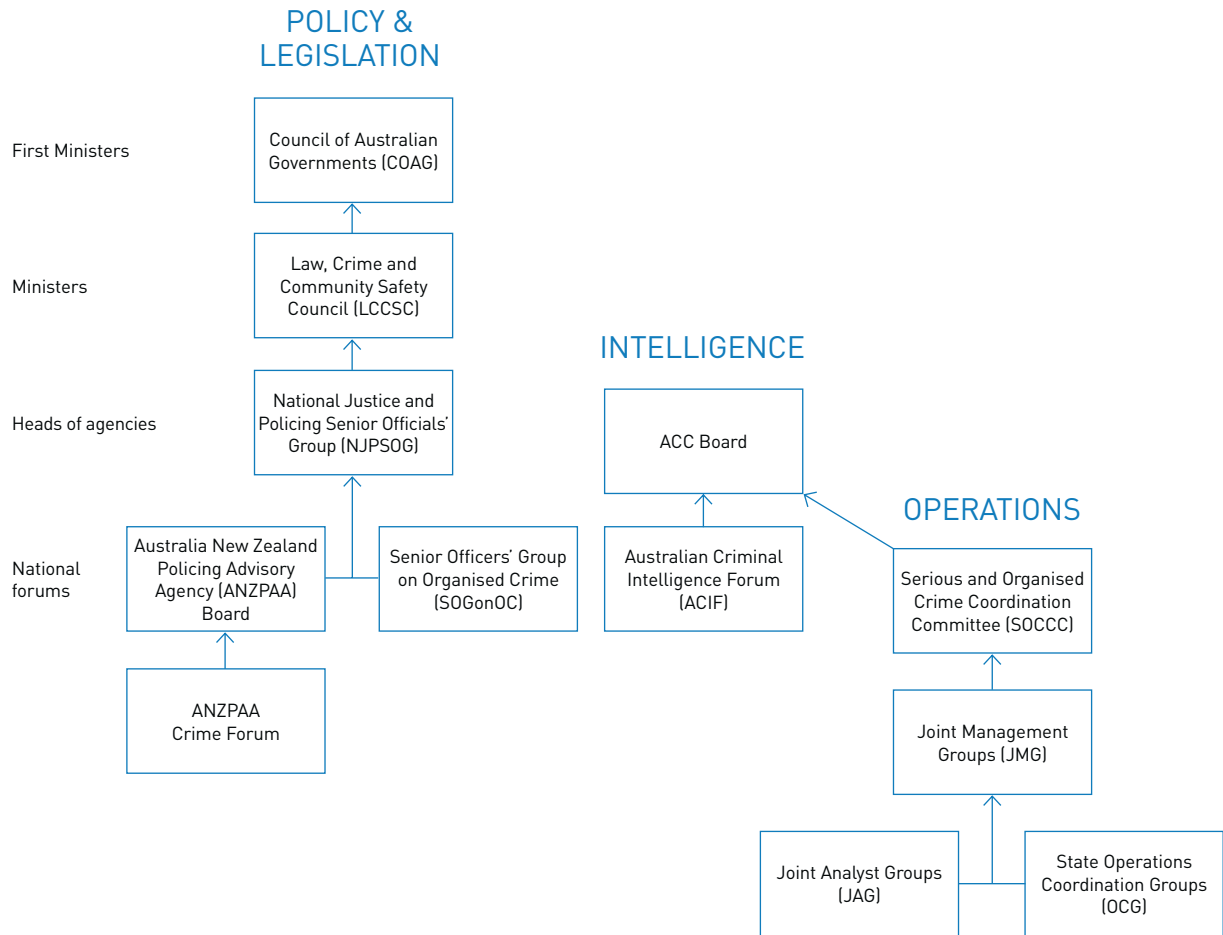 POLICY &
LEGISLATION
First Ministers
Council of Australian
Governments (COAG)
Ministers
Law, Crime and
Community Safety
Council (LCCSC)
INTELLIGENCE
Heads of agencies
National Justice and
Policing Senior Officials’
Group (NJPSOG)
ACC Board
OPERATIONS
National
forums
Australia New Zealand
Policing Advisory
Agency (ANZPAA)
Board
Senior Officers’ Group
on Organised Crime
(SOGonOC)
Australian Criminal
Intelligence Forum
(ACIF)
Serious and Organised
Crime Coordination
Committee (SOCCC)
ANZPAA
Crime Forum
Joint Management
Groups (JMG)
Joint Analyst Groups
(JAG)
State Operations
Coordination Groups
(OCG)